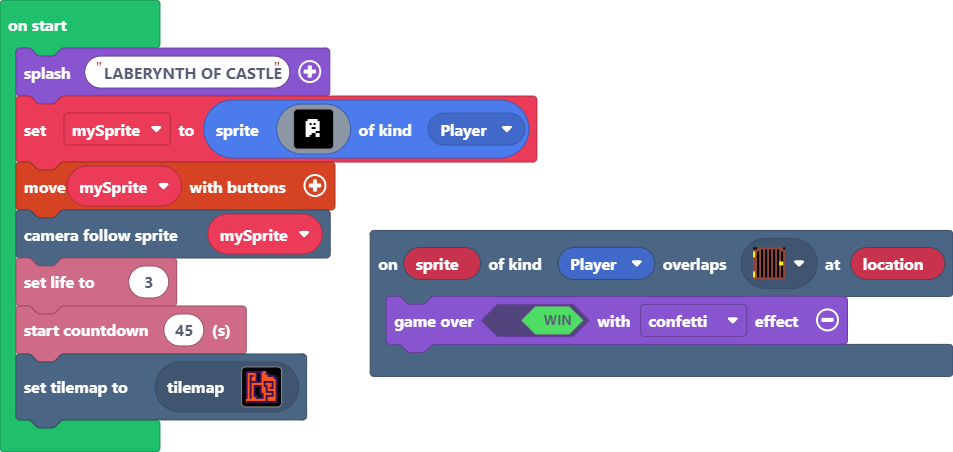 on start
splash "LABERYNTH OF CASTLE"
set mySprite to sprite of kind Player
move mySprite with buttons
camera follow sprite mySprite
set life to 3
start countdown 45 (s)
set tilemap to tilemap
on sprite of kind Player overlaps at location
game over WIN with confetti effect